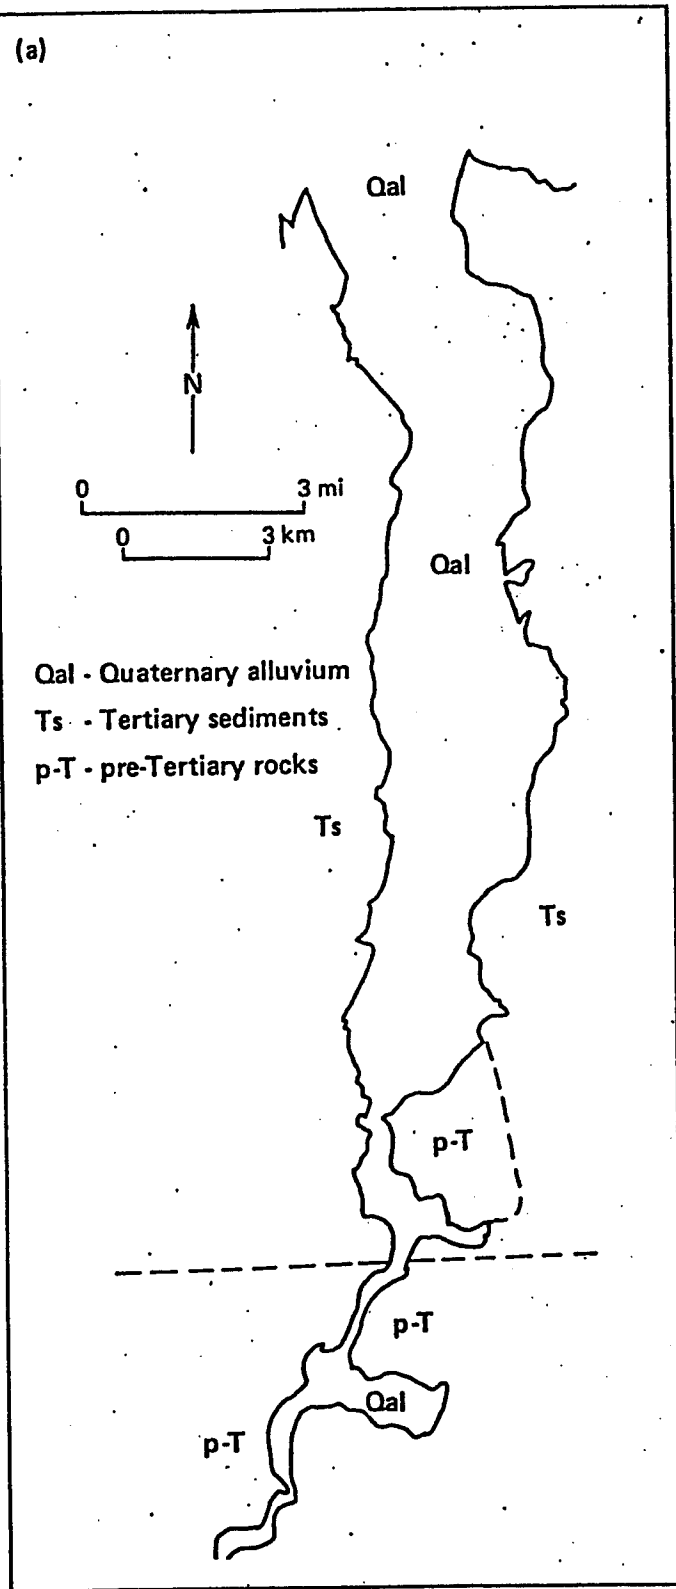 (a)
Qal
N
0 3 mi
0 3 km
Qal
Qal - Quaternary alluvium
Ts - Tertiary sediments
p-T - pre-Tertiary rocks
Ts
Ts
p-T
p-T
Qal
p-T